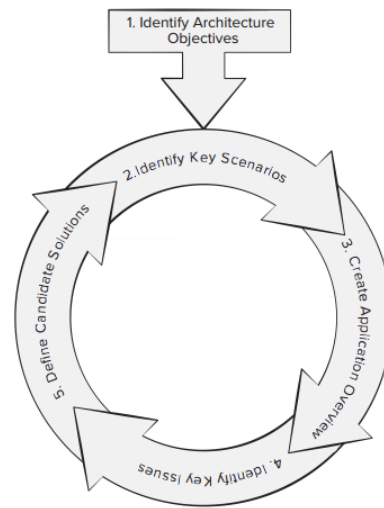 1. Identify Architecture
Objectives
2.Identify Key Scenarios
3. Create Application Overview
4. Identify Key Issues
5. Define Candidate Solutions